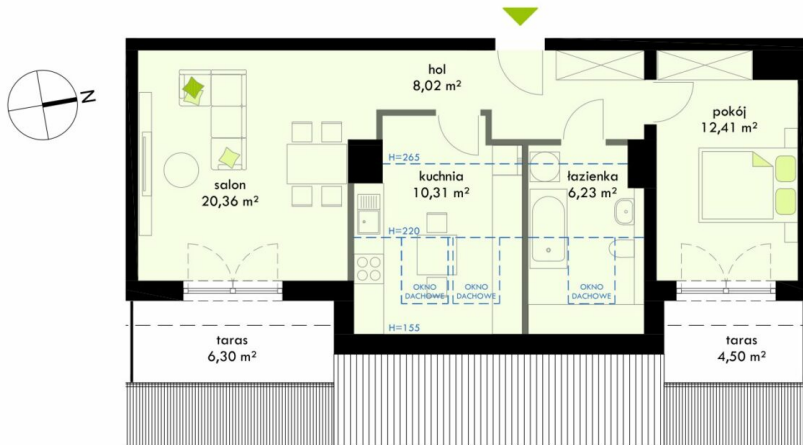 N
hol
8,02 m²
pokój
12,41 m²
H=265
kuchnia
10,31 m²
łazienka
6,23 m²
salon
20,36 m²
H=220
OKNO
DACHOWE
OKNO
DACHOWE
OKNO
DACHOWE
H=155
taras
6,30 m²
taras
4,50 m²